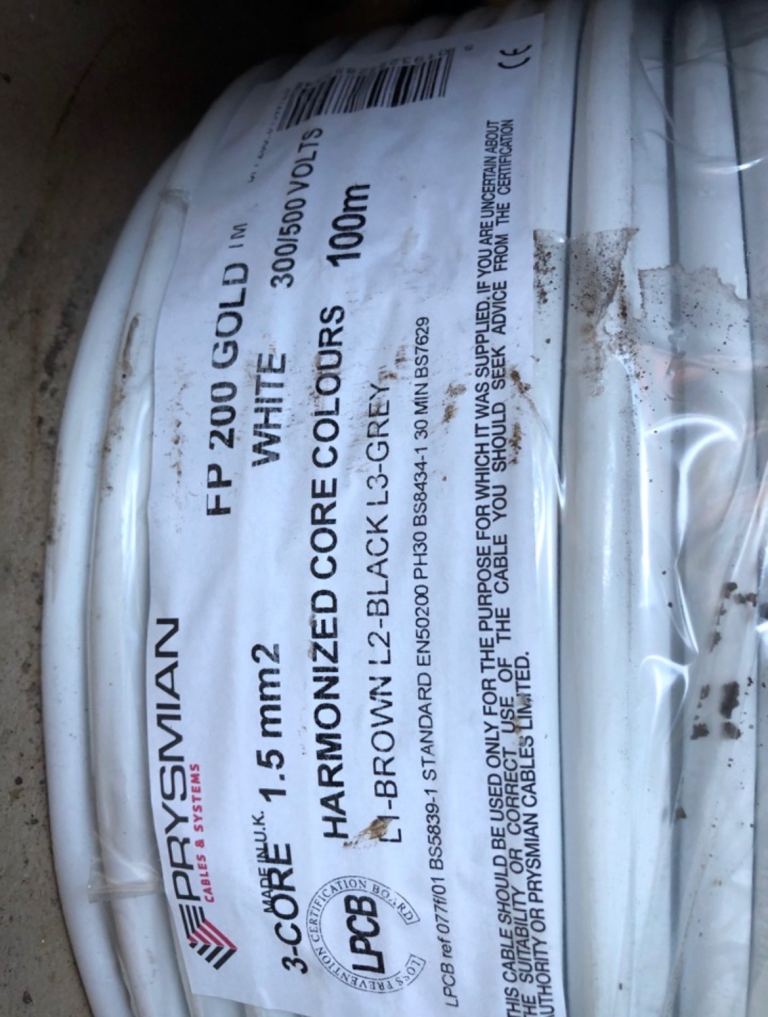 PRYSMIAN
CABLES & SYSTEMS
FP 200 GOLD 1M
MADE IN U.K.
3-CORE 1.5 mm2 WHITE 300/500 VOLTS
HARMONIZED CORE COLOURS 100m
L1-BROWN L2-BLACK L3-GREY
LOSS PREVENTION CERTIFICATION BOARD
LPCB
LPCB ref 077f/01 BS5839-1 STANDARD EN50200 PH30 BS8434-1 30 MIN BS7629
THIS CABLE SHOULD BE USED ONLY FOR THE PURPOSE FOR WHICH IT WAS SUPPLIED. IF YOU ARE UNCERTAIN ABOUT
THE SUITABILITY OR CORRECT USE OF THE CABLE YOU SHOULD SEEK ADVICE FROM THE CERTIFICATION
AUTHORITY OR PRYSMIAN CABLES LIMITED.
CE